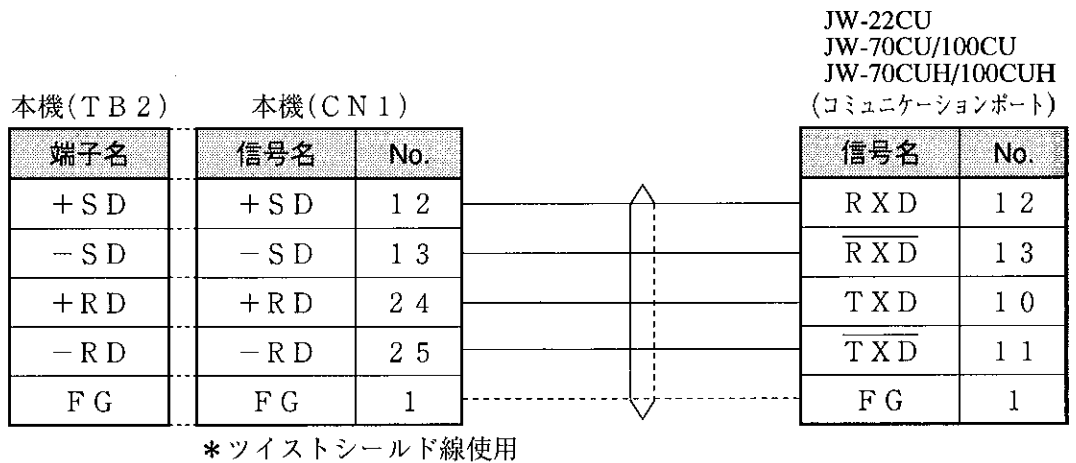 JW-22CU
JW-70CU/100CU
JW-70CUH/100CUH
本機(TB2) 本機(CN1) (コミュニケーションポート)
端子名 信号名 No. 信号名 No.
+SD +SD 12 RXD 12
-SD -SD 13 R̅X̅D̅ 13
+RD +RD 24 TXD 10
-RD -RD 25 T̅X̅D̅ 11
FG FG 1 FG 1
*ツイストシールド線使用